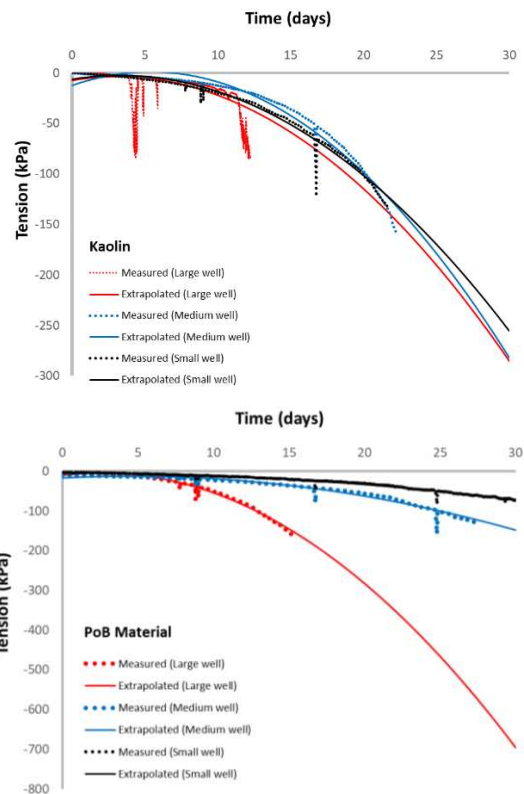 Time (days)
0 5 10 15 20 25 30
0
-50
-100
-150
-200
-250
-300
Tension (kPa)
Kaolin
Measured (Large well)
Extrapolated (Large well)
Measured (Medium well)
Extrapolated (Medium well)
Measured (Small well)
Extrapolated (Small well)
Time (days)
0 5 10 15 20 25 30
0
-100
-200
-300
-400
-500
-600
-700
-800
Tension (kPa)
PoB Material
Measured (Large well)
Extrapolated (Large well)
Measured (Medium well)
Extrapolated (Medium well)
Measured (Small well)
Extrapolated (Small well)